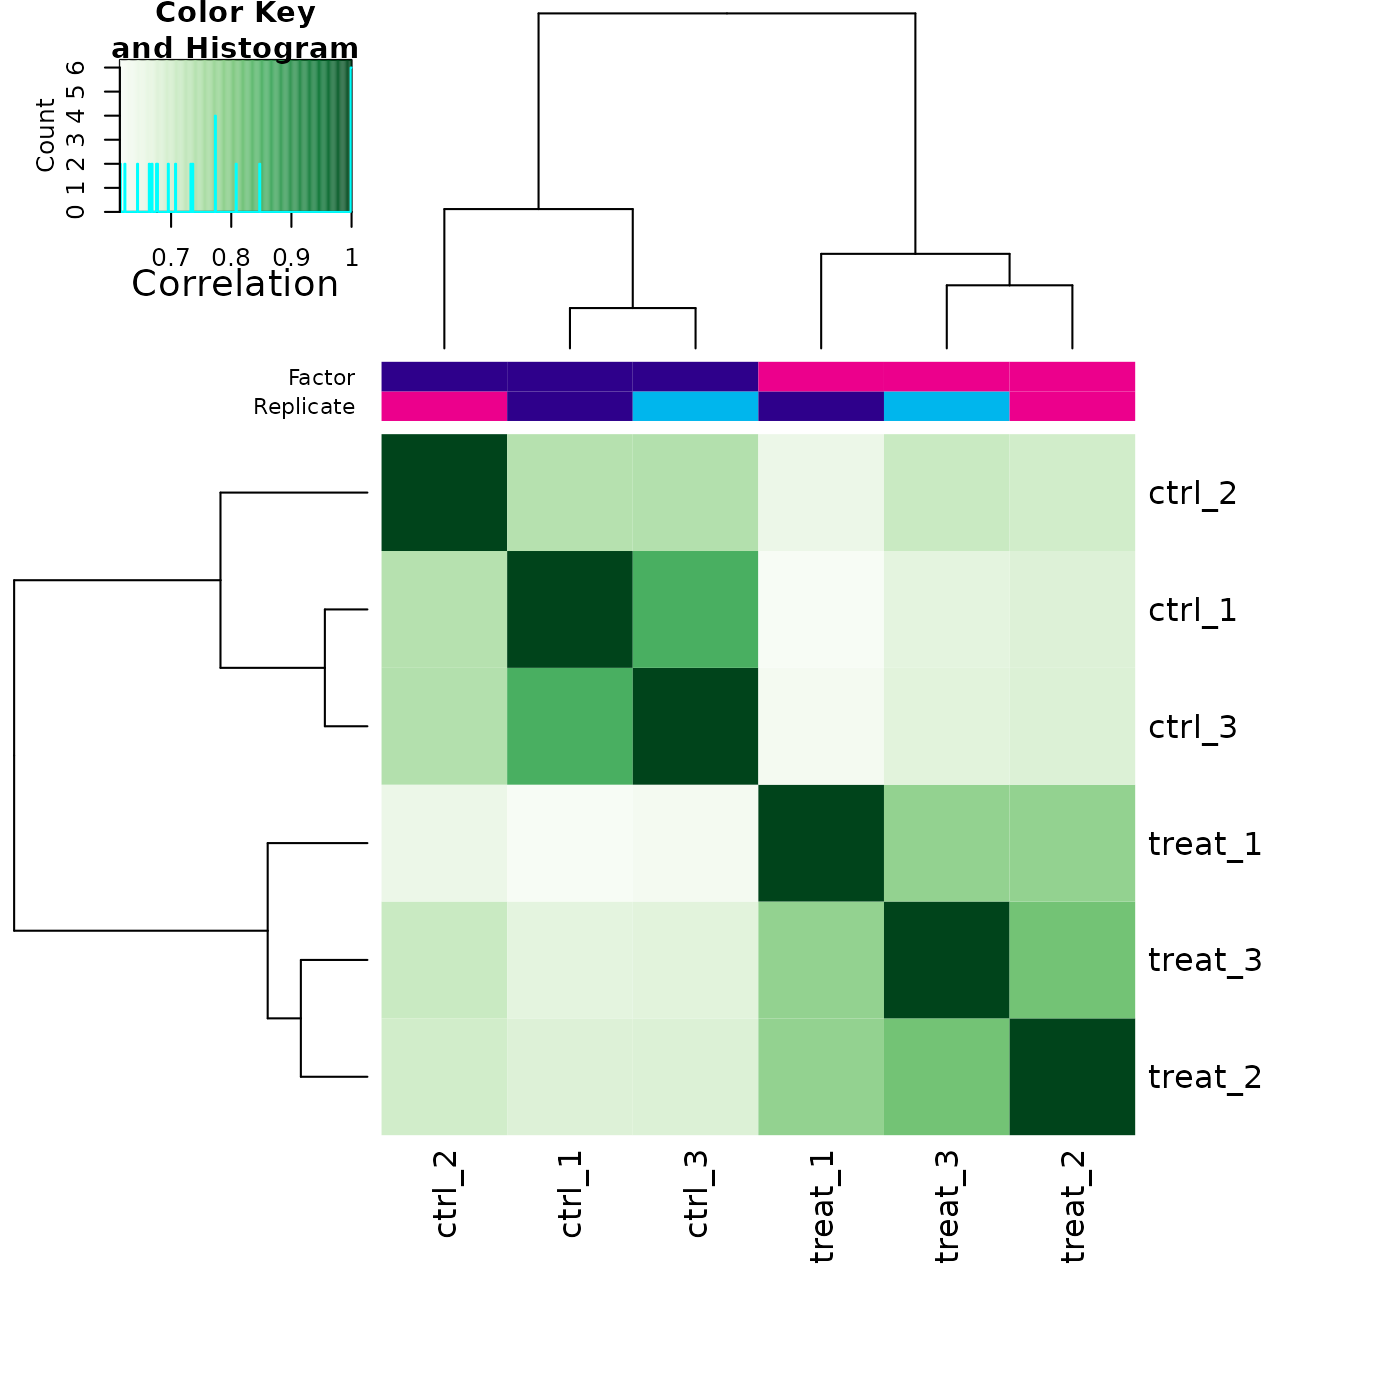 Color Key
and Histogram
Count
0 1 2 3 4 5 6
0.7 0.8 0.9 1
Correlation
Factor
Replicate
ctrl_2
ctrl_1
ctrl_3
treat_1
treat_3
treat_2
ctrl_2 ctrl_1 ctrl_3 treat_1 treat_3 treat_2